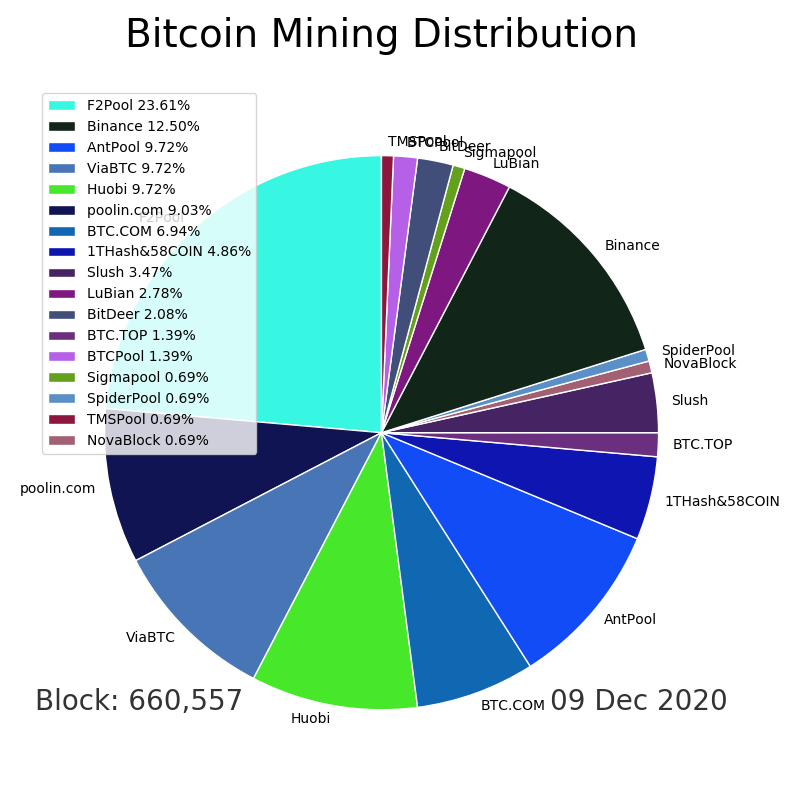 Bitcoin Mining Distribution
F2Pool 23.61%
Binance 12.50%
AntPool 9.72%
ViaBTC 9.72%
Huobi 9.72%
poolin.com 9.03%
BTC.COM 6.94%
1THash&58COIN 4.86%
Slush 3.47%
LuBian 2.78%
BitDeer 2.08%
BTC.TOP 1.39%
BTCPool 1.39%
Sigmapool 0.69%
SpiderPool 0.69%
TMSPool 0.69%
NovaBlock 0.69%
TMSPool
BTCPool
BitDeer
Sigmapool
LuBian
Binance
SpiderPool
NovaBlock
Slush
BTC.TOP
1THash&58COIN
AntPool
BTC.COM
Huobi
ViaBTC
poolin.com
F2Pool
Block: 660,557
09 Dec 2020